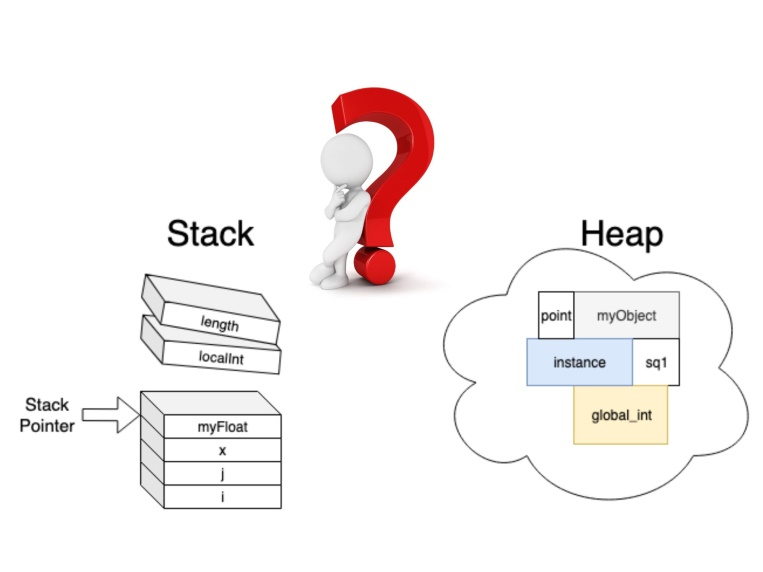 Stack
Heap
length
localInt
Stack
Pointer
myFloat
x
j
i
point
myObject
instance
sq1
global_int